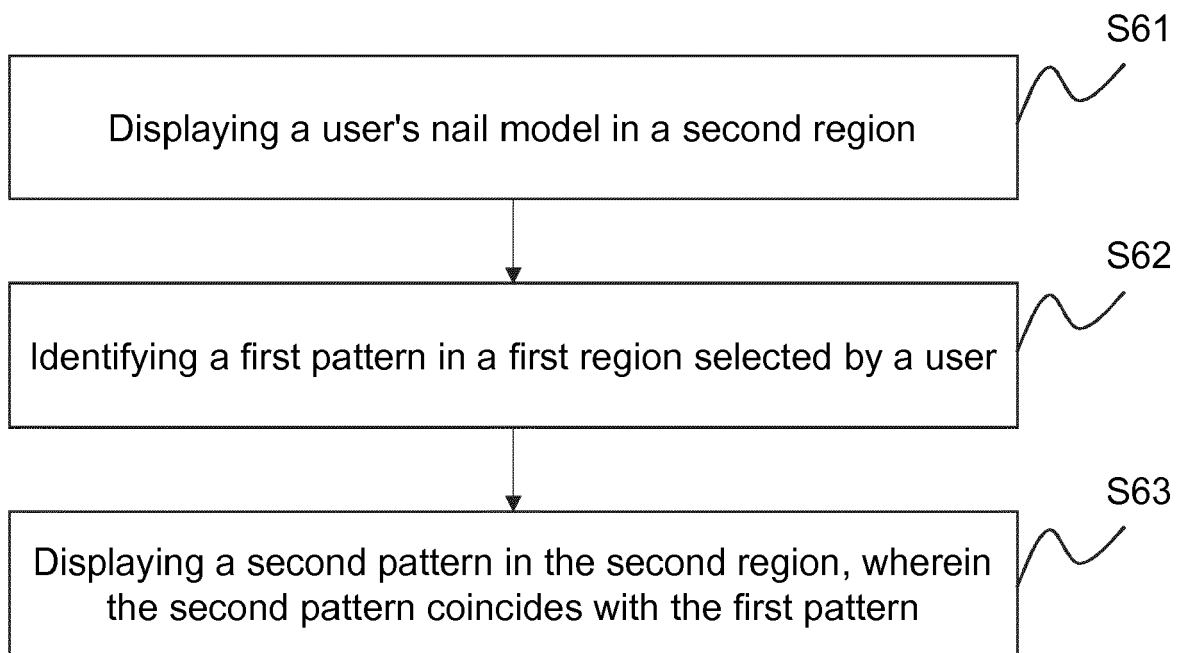 S61
Displaying a user's nail model in a second region
S62
Identifying a first pattern in a first region selected by a user
S63
Displaying a second pattern in the second region, wherein
the second pattern coincides with the first pattern